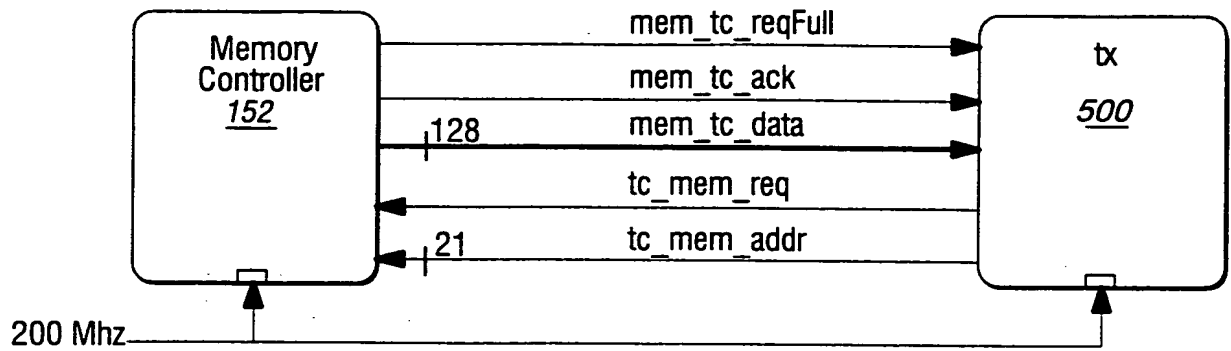 mem_tc_reqFull
Memory
Controller
152
tx
500
mem_tc_ack
128
mem_tc_data
tc_mem_req
21
tc_mem_addr
200 Mhz